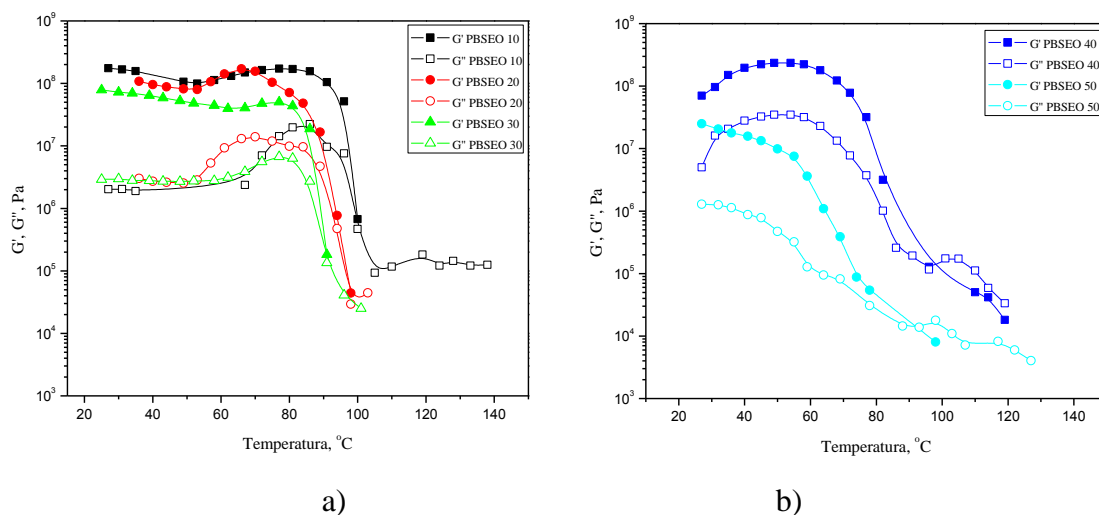 10⁹
10⁸
10⁷
10⁶
10⁵
10⁴
10³
G', G'', Pa
20 40 60 80 100 120 140
Temperatura, °C
G' PBSEO 10
G'' PBSEO 10
G' PBSEO 20
G'' PBSEO 20
G' PBSEO 30
G'' PBSEO 30
a)
10⁹
10⁸
10⁷
10⁶
10⁵
10⁴
10³
G', G'', Pa
20 40 60 80 100 120 140
Temperatura, °C
G' PBSEO 40
G'' PBSEO 40
G' PBSEO 50
G'' PBSEO 50
b)